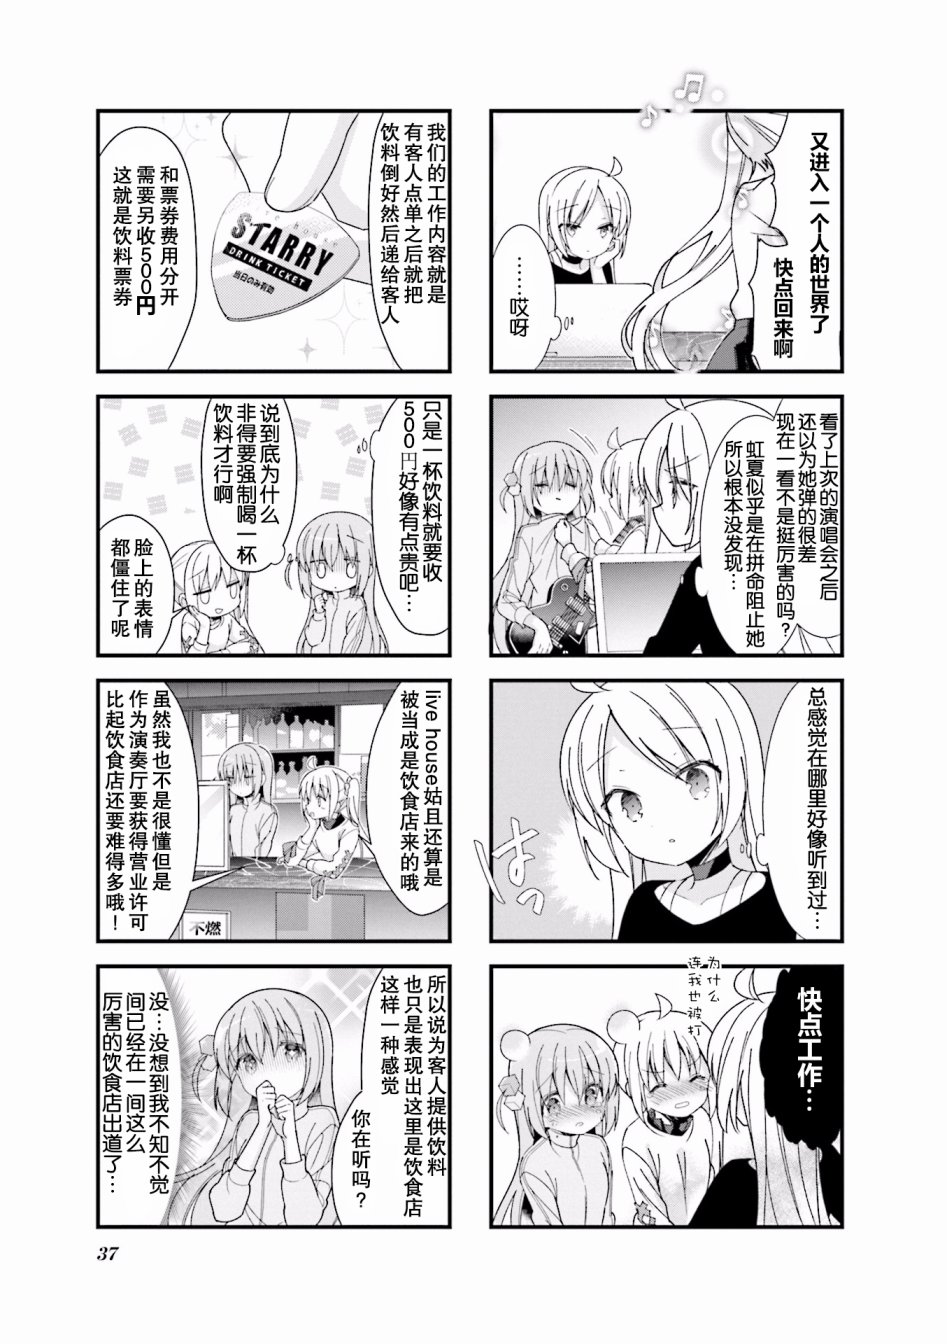 又进入一个人的世界了
快点回来啊
……哎呀
看了上次的演唱会之后
还以为她弹的很差
现在一看不是挺厉害的吗？
虹夏似乎是在拼命阻止她
所以根本没发现…
总感觉在哪里好像听到过…
はっ
快点工作…
为什么
连我也被打
我们的工作内容就是
有客人点单之后就把
饮料倒好然后递给客人
STARRY
DRINK TICKET
当日のみ有効
和票券费用分开
需要另收500円
这就是饮料票券
只是一杯饮料就要收
500円好像有点贵吧…
说到底为什么
非得要强制喝一杯
饮料才行啊
脸上的表情
都僵住了呢
live house姑且还算是
被当成是饮食店来的哦
虽然我也不是很懂但是
作为演奏厅要获得营业许可
比起饮食店还要难得多哦！
不燃
所以说为客人提供饮料
也只是表现出这里是饮食店
这样一种感觉
你在听吗？
没…没想到我不知不觉
间已经在一间这么
厉害的饮食店出道了…
37